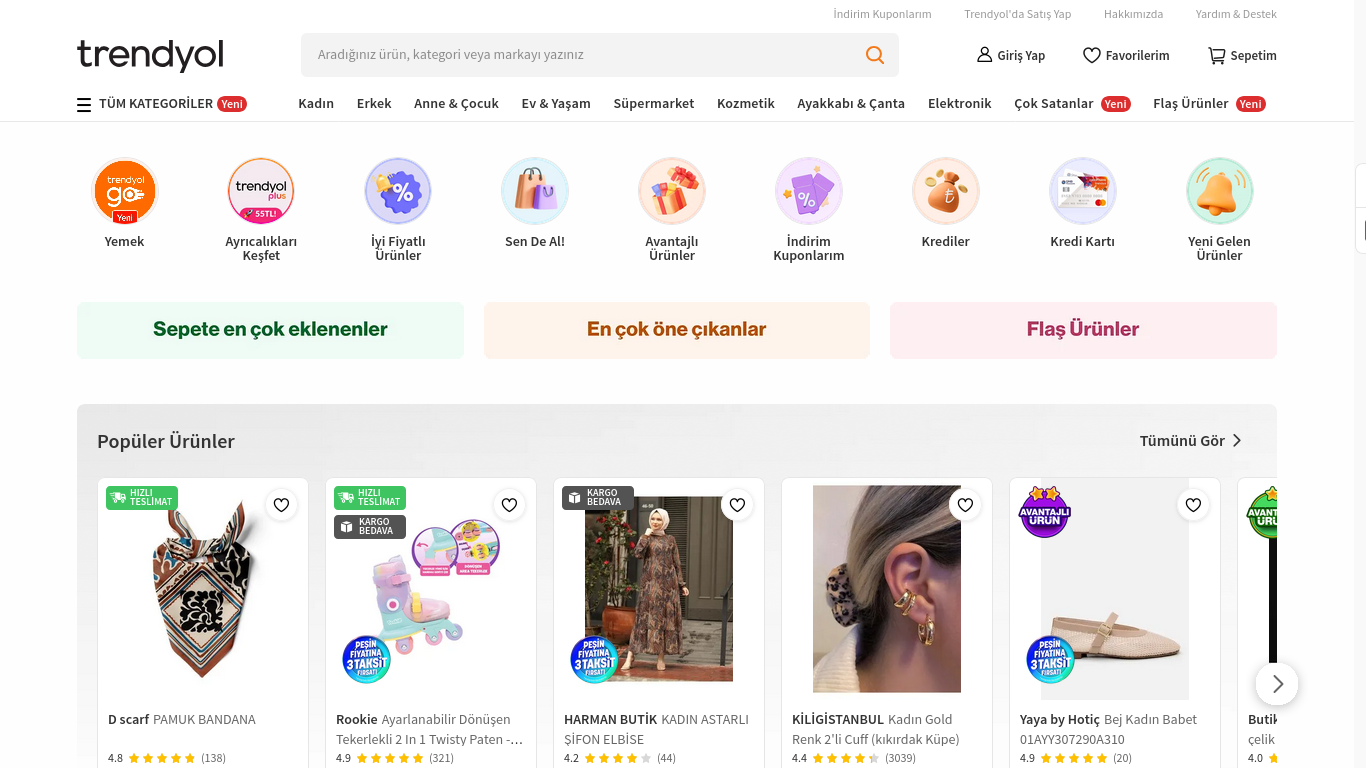 İndirim Kuponlarım Trendyol'da Satış Yap Hakkımızda Yardım & Destek
trendyol
Aradığınız ürün, kategori veya markayı yazınız
Giriş Yap Favorilerim Sepetim
TÜM KATEGORİLER Yeni Kadın Erkek Anne & Çocuk Ev & Yaşam Süpermarket Kozmetik Ayakkabı & Çanta Elektronik Çok Satanlar Yeni Flaş Ürünler Yeni
trendyol
go
Yeni
Yemek
trendyol
plus
55TL!
Ayrıcalıkları
Keşfet
%
İyi Fiyatlı
Ürünler
Sen De Al!
Avantajlı
Ürünler
%
İndirim
Kuponlarım
₺
Krediler
Kredi Kartı
Yeni Gelen
Ürünler
Sepete en çok eklenenler
En çok öne çıkanlar
Flaş Ürünler
Popüler Ürünler
Tümünü Gör
HIZLI
TESLİMAT
D scarf PAMUK BANDANA
4.8 (138)
HIZLI
TESLİMAT
KARGO
BEDAVA
PEŞİN
FİYATINA
3 TAKSİT
FIRSATI
Rookie Ayarlanabilir Dönüşen
Tekerlekli 2 In 1 Twisty Paten -...
4.9 (321)
KARGO
BEDAVA
PEŞİN
FİYATINA
3 TAKSİT
FIRSATI
HARMAN BUTİK KADIN ASTARLI
ŞİFON ELBİSE
4.2 (44)
KİLİGİSTANBUL Kadın Gold
Renk 2'li Cuff (kıkırdak Küpe)
4.4 (3039)
AVANTAJLI
ÜRÜN
PEŞİN
FİYATINA
3 TAKSİT
FIRSATI
Yaya by Hotiç Bej Kadın Babet
01AYY307290A310
4.9 (20)
AVANT
ÜRÜ
Butik
çelik
4.0